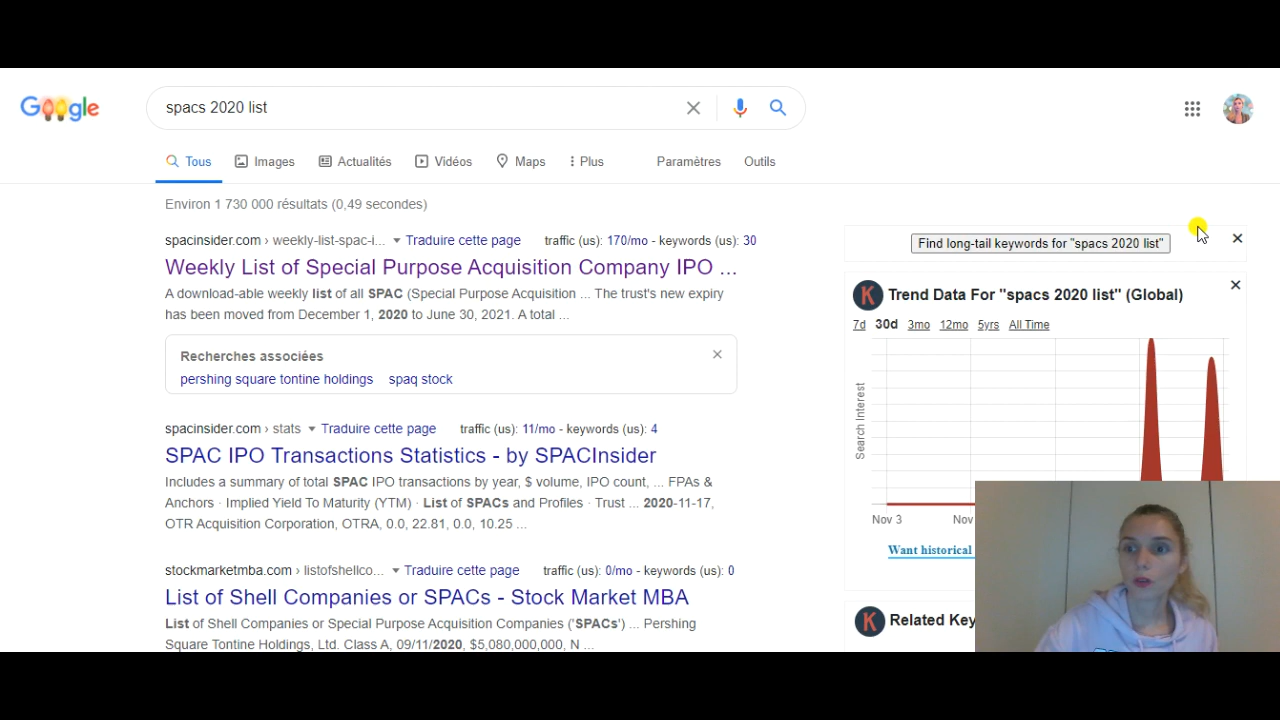 Google
spacs 2020 list
Tous Images Actualités Vidéos Maps Plus Paramètres Outils
Environ 1 730 000 résultats (0,49 secondes)
spacinsider.com › weekly-list-spac-i... Traduire cette page traffic (us): 170/mo - keywords (us): 30
Weekly List of Special Purpose Acquisition Company IPO ...
A download-able weekly list of all SPAC (Special Purpose Acquisition ... The trust's new expiry
has been moved from December 1, 2020 to June 30, 2021. A total ...
Recherches associées
pershing square tontine holdings spaq stock
spacinsider.com › stats Traduire cette page traffic (us): 11/mo - keywords (us): 4
SPAC IPO Transactions Statistics - by SPACInsider
Includes a summary of total SPAC IPO transactions by year, $ volume, IPO count, ... FPAs &
Anchors · Implied Yield To Maturity (YTM) · List of SPACs and Profiles · Trust ... 2020-11-17,
OTR Acquisition Corporation, OTRA, 0.0, 22.81, 0.0, 10.25 ...
stockmarketmba.com › listofshellco... Traduire cette page traffic (us): 0/mo - keywords (us): 0
List of Shell Companies or SPACs - Stock Market MBA
List of Shell Companies or Special Purpose Acquisition Companies ('SPACs') ... Pershing
Square Tontine Holdings, Ltd. Class A, 09/11/2020, $5,080,000,000, N ...
Find long-tail keywords for "spacs 2020 list"
K Trend Data For "spacs 2020 list" (Global)
7d 30d 3mo 12mo 5yrs All Time
Search Interest
Nov 3 Nov
Want historical
K Related Key